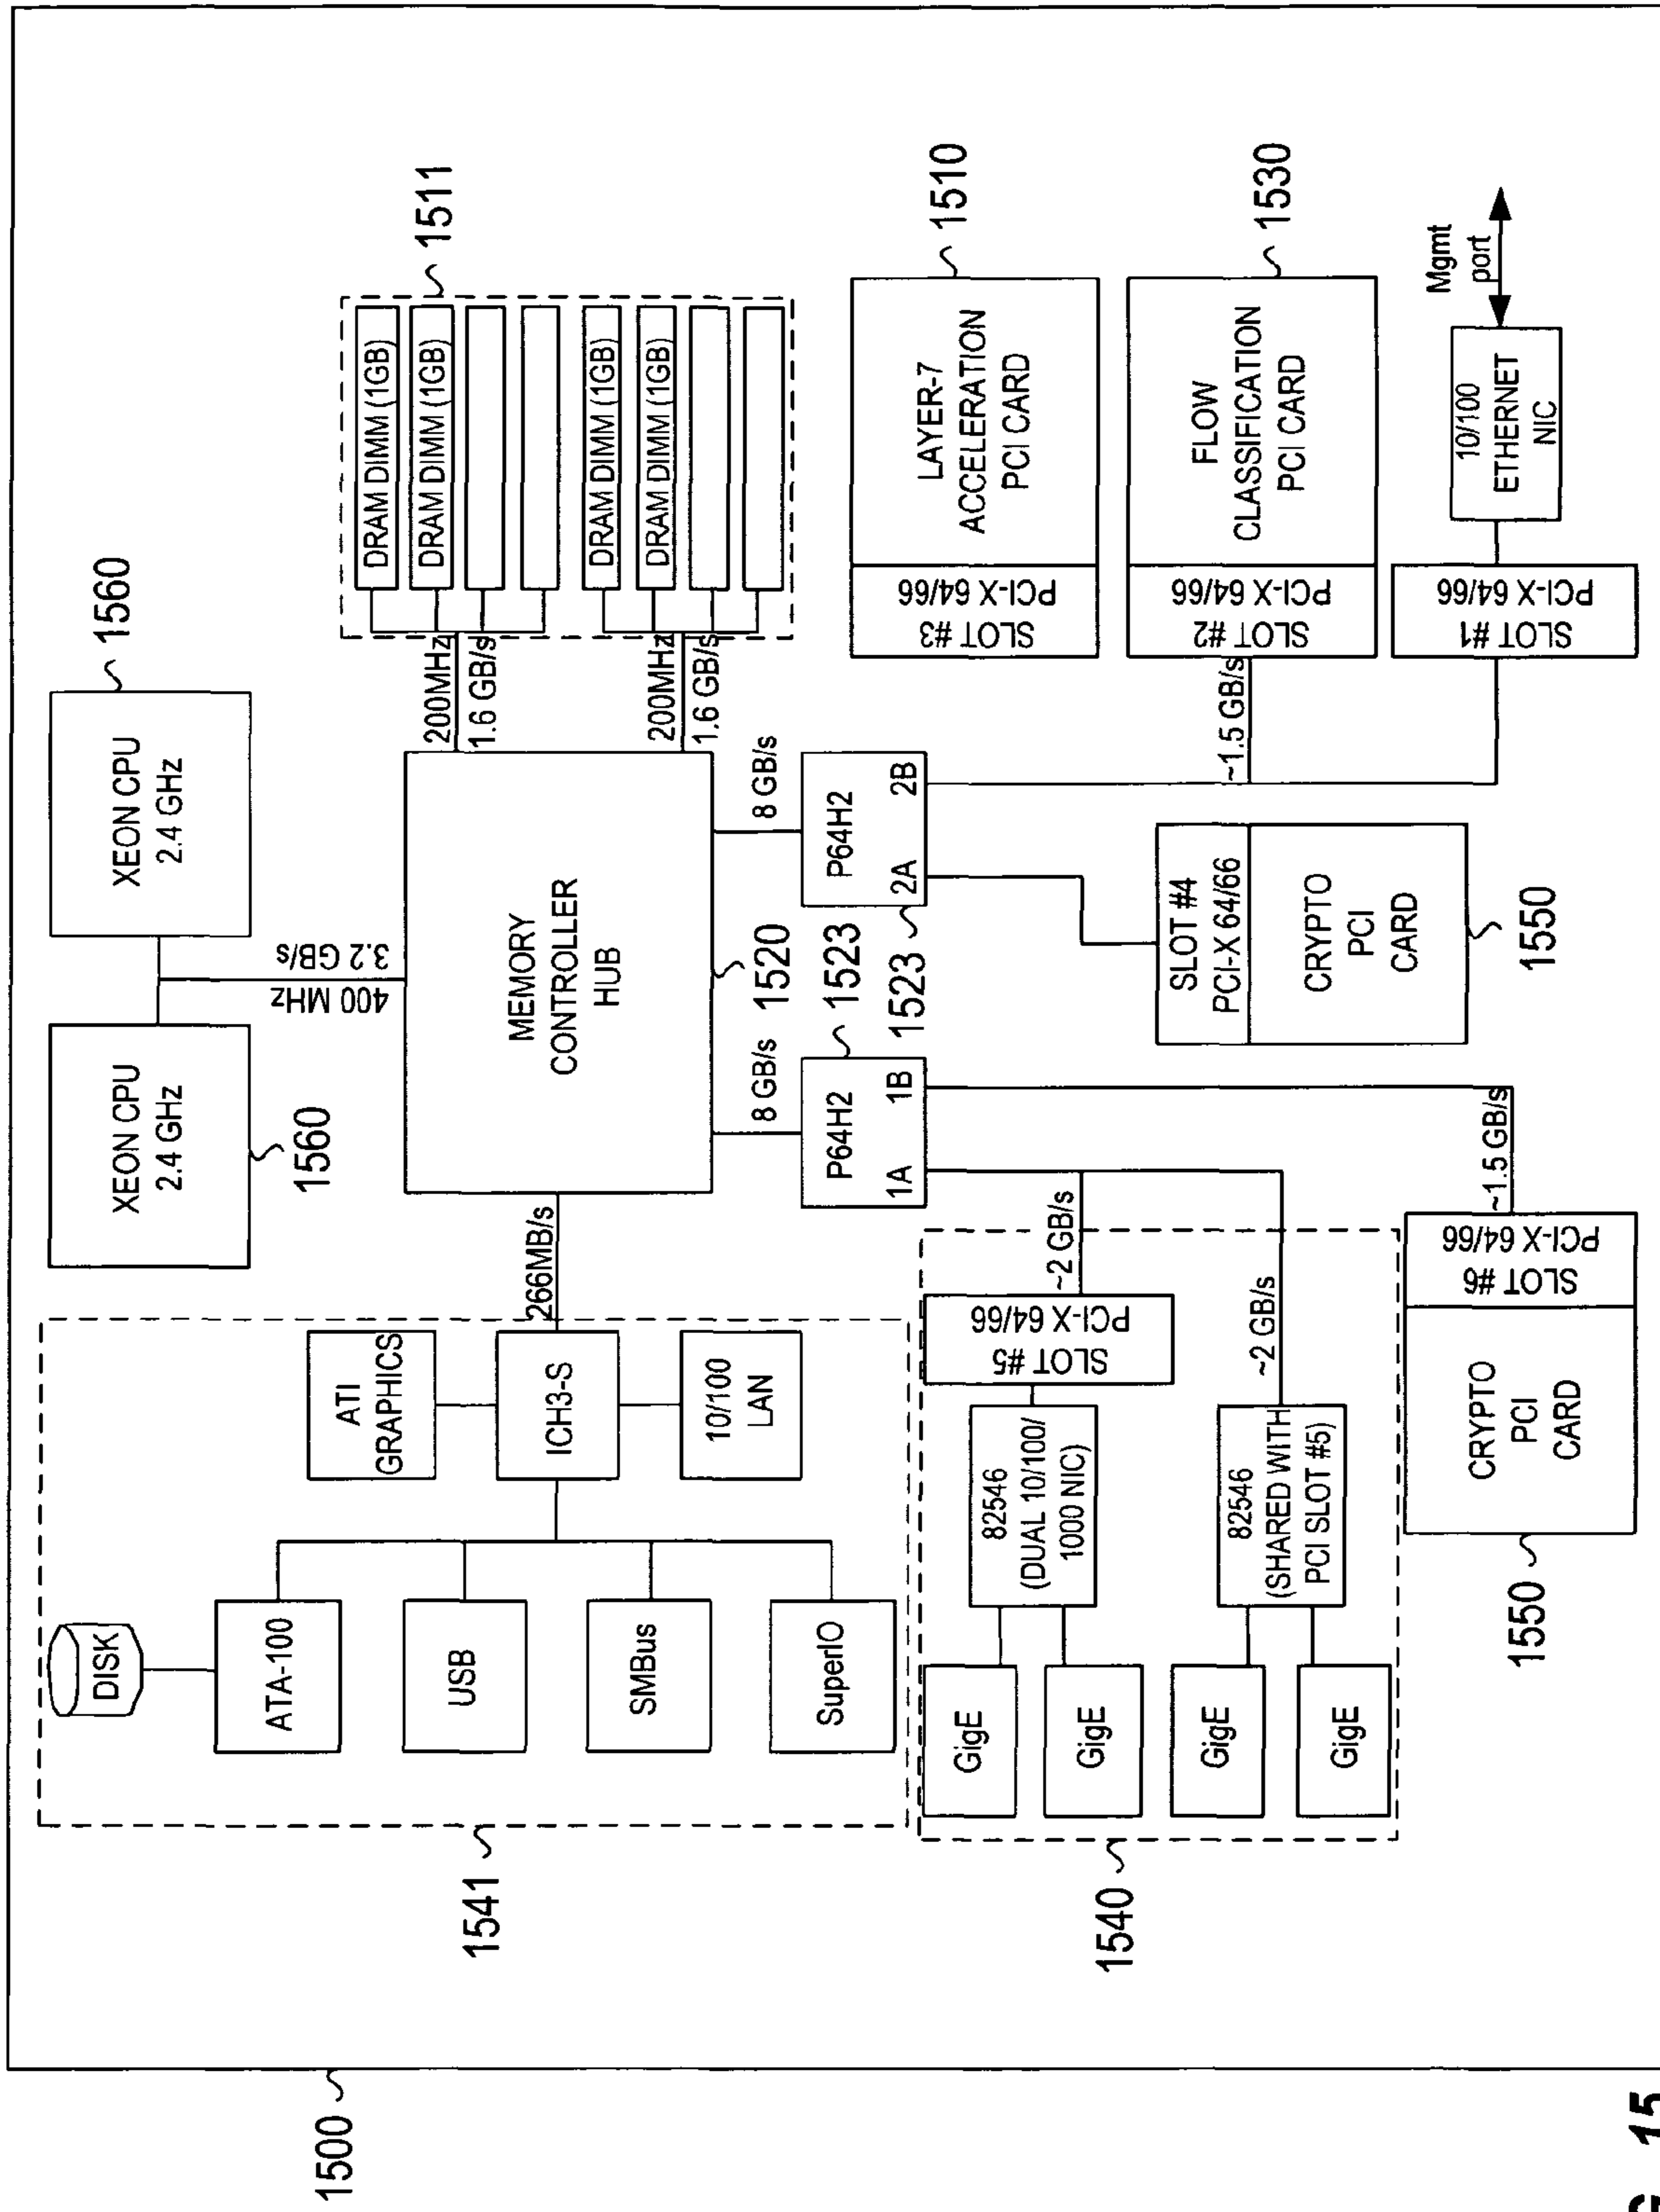 1500
1541
DISK
ATA-100
USB
SMBus
SuperIO
ATI
GRAPHICS
ICH3-S
10/100
LAN
266MB/s
XEON CPU
2.4 GHz
1560
XEON CPU
2.4 GHz
1560
400 MHz
3.2 GB/s
MEMORY
CONTROLLER
HUB
1520
200MHz
1.6 GB/s
200MHz
1.6 GB/s
DRAM DIMM (1GB)
DRAM DIMM (1GB)
DRAM DIMM (1GB)
DRAM DIMM (1GB)
1511
8 GB/s
P64H2
1A
1B
1523
8 GB/s
P64H2
2A
2B
1523
1540
GigE
GigE
GigE
GigE
82546
(DUAL 10/100/
1000 NIC)
82546
(SHARED WITH
PCI SLOT #5)
SLOT #5
PCI-X 64/66
~2 GB/s
~2 GB/s
CRYPTO
PCI
CARD
SLOT #6
PCI-X 64/66
~1.5 GB/s
1550
SLOT #4
PCI-X 64/66
CRYPTO
PCI
CARD
1550
~1.5 GB/s
SLOT #3
PCI-X 64/66
LAYER-7
ACCELERATION
PCI CARD
1510
SLOT #2
PCI-X 64/66
FLOW
CLASSIFICATION
PCI CARD
1530
SLOT #1
PCI-X 64/66
10/100
ETHERNET
NIC
Mgmt
port
15